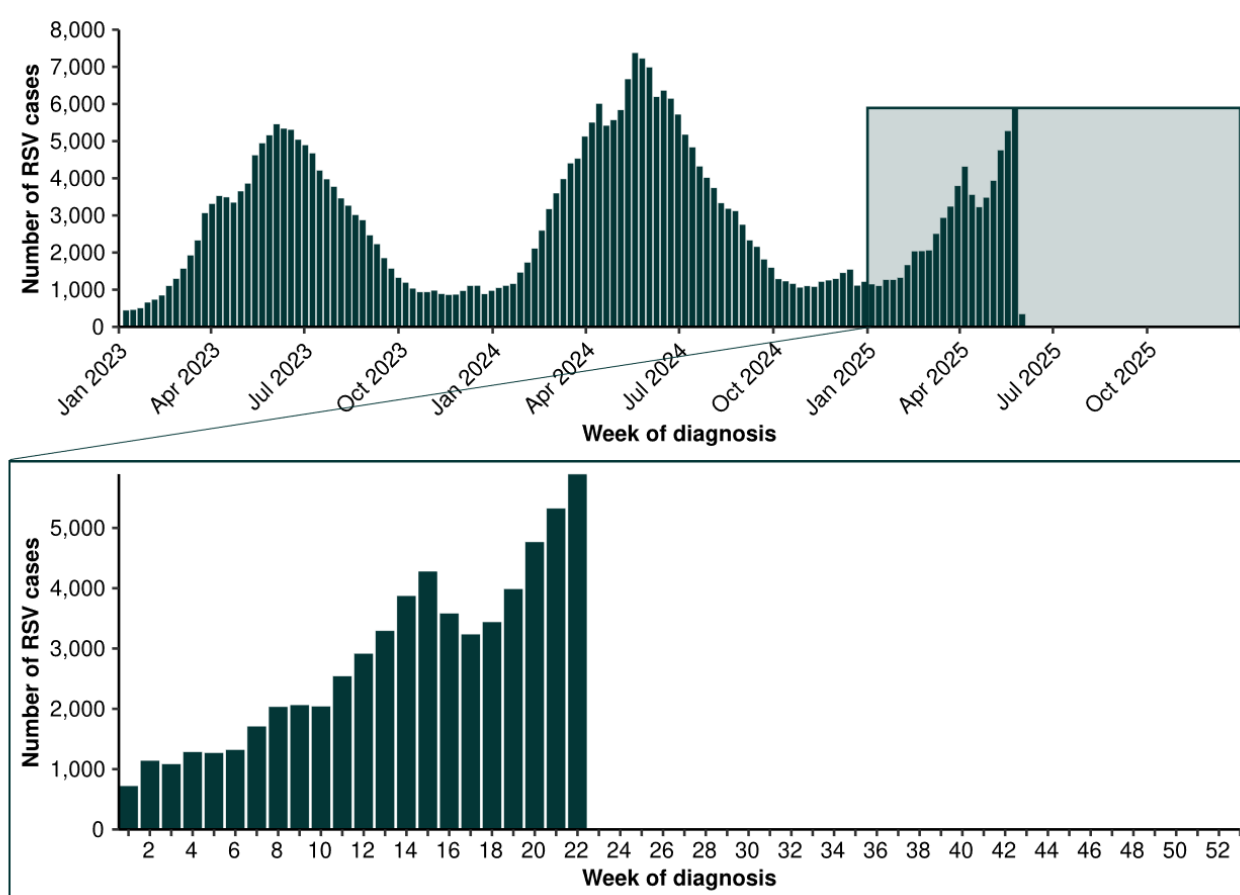 Number of RSV cases
8,000
7,000
6,000
5,000
4,000
3,000
2,000
1,000
0
Jan 2023
Apr 2023
Jul 2023
Oct 2023
Jan 2024
Apr 2024
Jul 2024
Oct 2024
Jan 2025
Apr 2025
Jul 2025
Oct 2025
Week of diagnosis
Number of RSV cases
5,000
4,000
3,000
2,000
1,000
0
2 4 6 8 10 12 14 16 18 20 22 24 26 28 30 32 34 36 38 40 42 44 46 48 50 52
Week of diagnosis